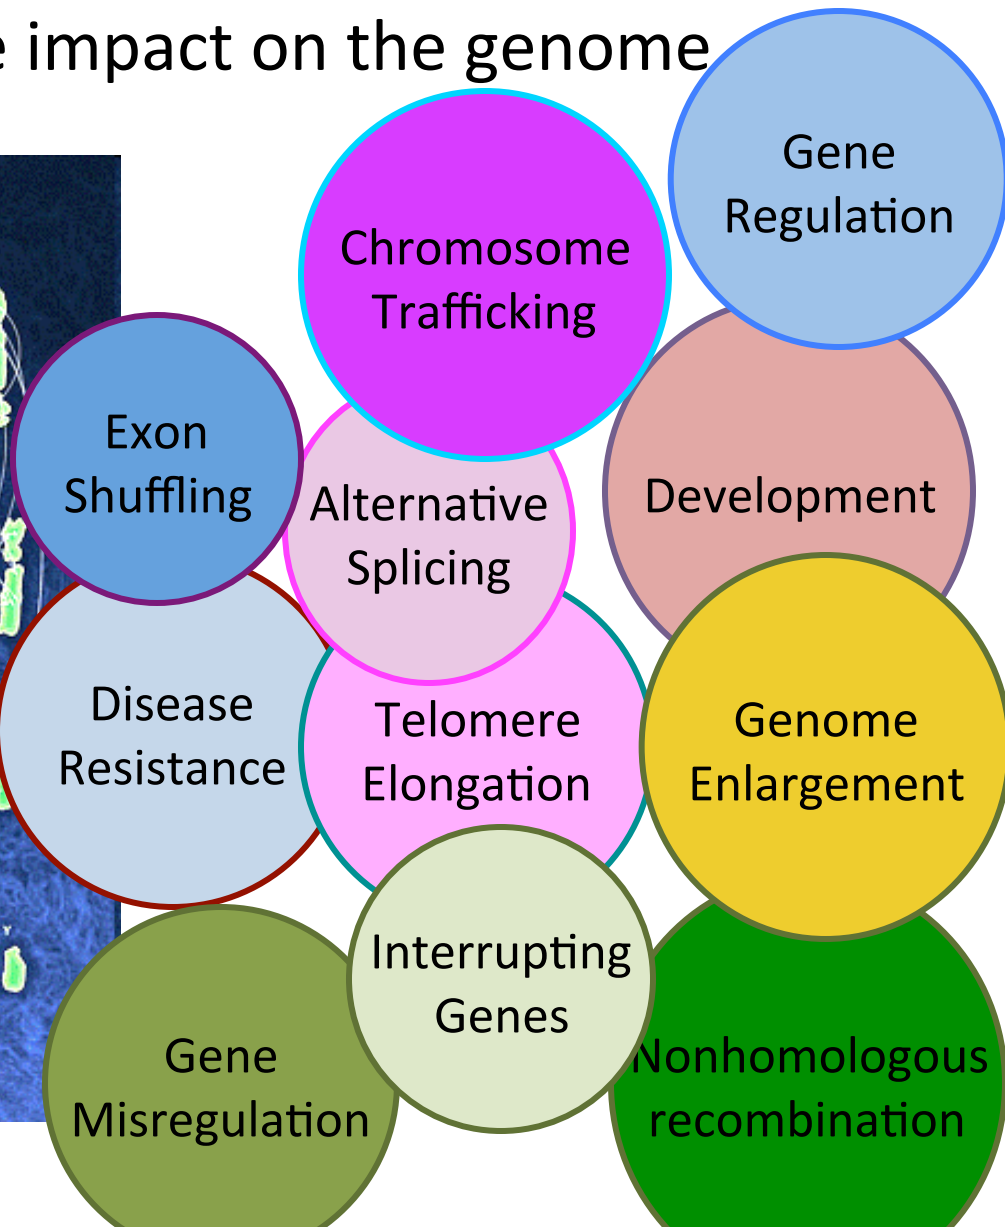 e impact on the genome
Gene
Regulation
Chromosome
Trafficking
Exon
Shuffling
Alternative
Splicing
Development
Disease
Resistance
Telomere
Elongation
Genome
Enlargement
Interrupting
Genes
Gene
Misregulation
Nonhomologous
recombination